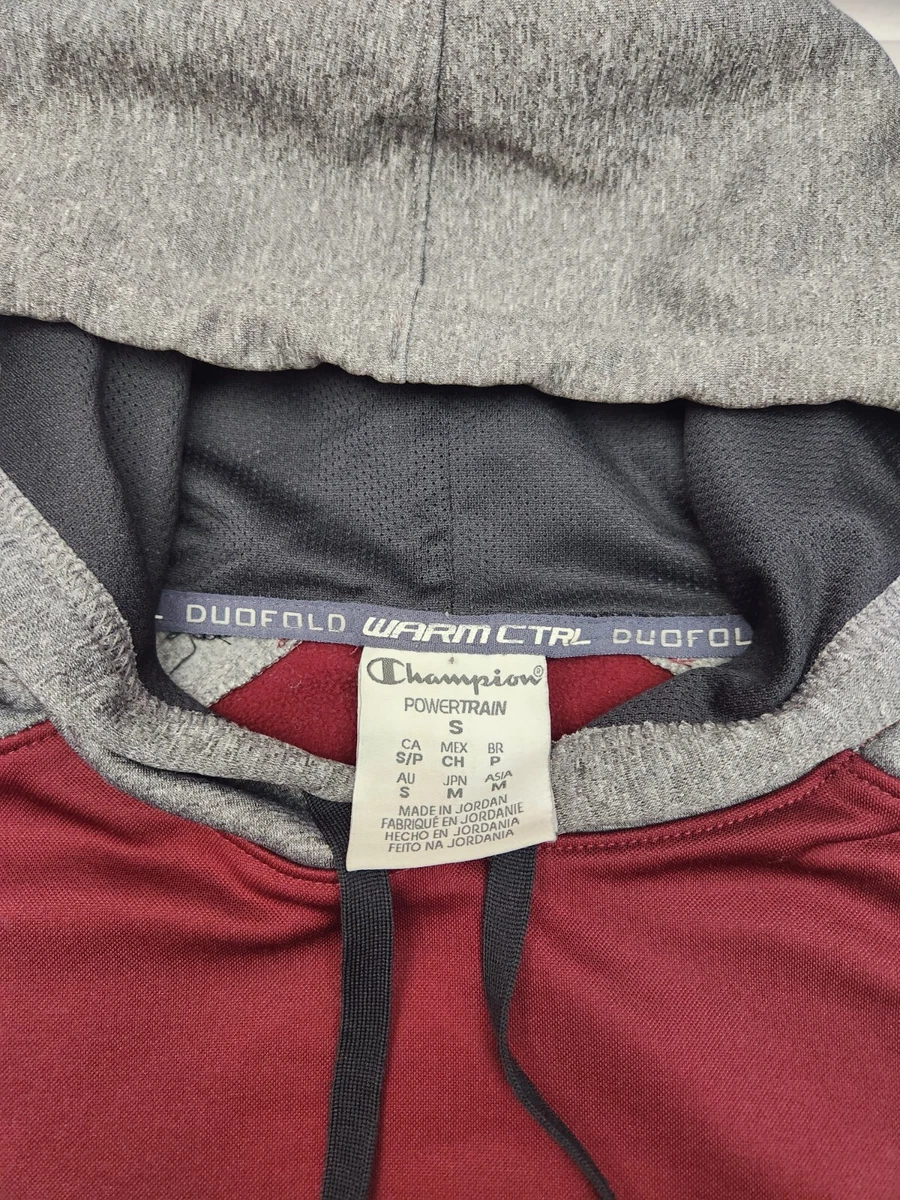 DUOFOLD WARM CTRL DUOFOL
Champion®
POWERTRAIN
S
CA MEX BR
S/P CH P
AU JPN ASIA
S M M
MADE IN JORDAN
FABRIQUÉ EN JORDANIE
HECHO EN JORDANIA
FEITO NA JORDANIA